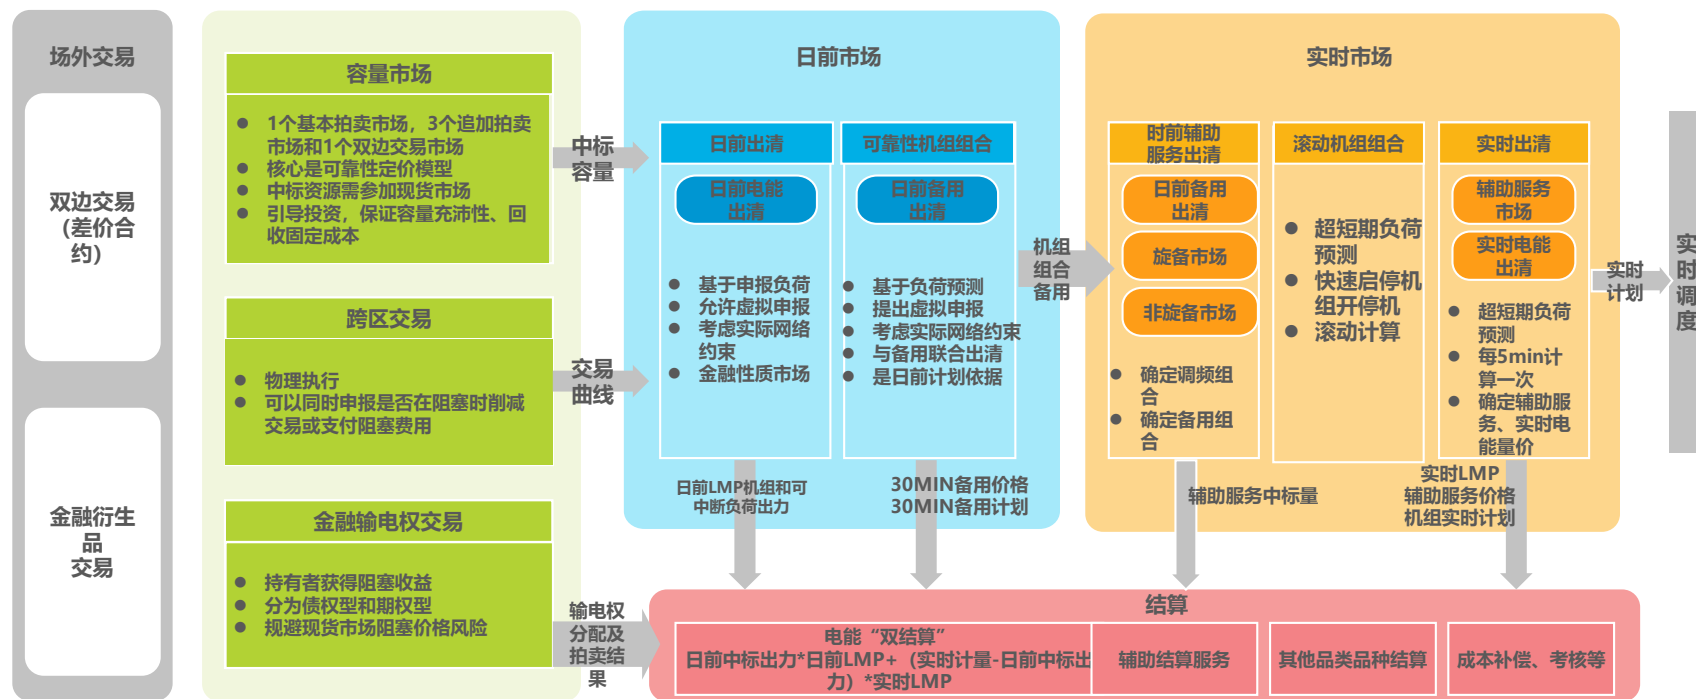 场外交易
双边交易
（差价合
约）
金融衍生
品
交易
容量市场
● 1个基本拍卖市场，3个追加拍卖
市场和1个双边交易市场
● 核心是可靠性定价模型
● 中标资源需参加现货市场
● 引导投资，保证容量充沛性、回
收固定成本
跨区交易
● 物理执行
● 可以同时申报是否在阻塞时削减
交易或支付阻塞费用
金融输电权交易
● 持有者获得阻塞收益
● 分为债权型和期权型
● 规避现货市场阻塞价格风险
中标
容量
交易
曲线
输电权
分配及
拍卖结
果
日前市场
日前出清
日前电能
出清
● 基于申报负荷
● 允许虚拟申报
● 考虑实际网络
约束
● 金融性质市场
可靠性机组组合
日前备用
出清
● 基于负荷预测
● 提出虚拟申报
● 考虑实际网络约束
● 与备用联合出清
● 是日前计划依据
日前LMP机组和可
中断负荷出力
30MIN备用价格
30MIN备用计划
机组
组合
备用
实时市场
时前辅助
服务出清
日前备用
出清
旋备市场
非旋备市场
● 确定调频组
合
● 确定备用组
合
滚动机组组合
● 超短期负荷
预测
● 快速启停机
组开停机
● 滚动计算
实时出清
辅助服务
市场
实时电能
出清
● 超短期负荷
预测
● 每5min计
算一次
● 确定辅助服
务、实时电
能量价
辅助服务中标量
实时LMP
辅助服务价格
机组实时计划
实时
计划
实
时
调
度
结算
电能“双结算”
日前中标出力*日前LMP+（实时计量-日前中标出
力）*实时LMP
辅助结算服务
其他品类品种结算
成本补偿、考核等